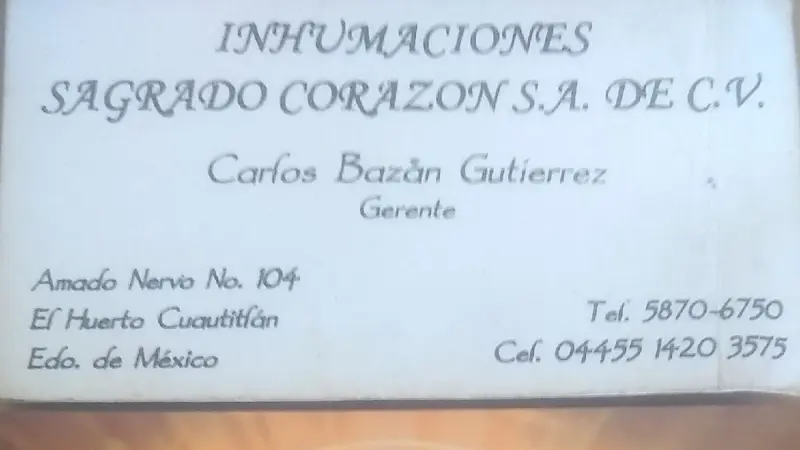 INHUMACIONES
SAGRADO CORAZON S.A. DE C.V.
Carlos Bazán Gutierrez
Gerente
Amado Nervo No. 104
El Huerto Cuautitlán
Edo. de México
Tel. 5870-6750
Cel. 04455 1420 3575